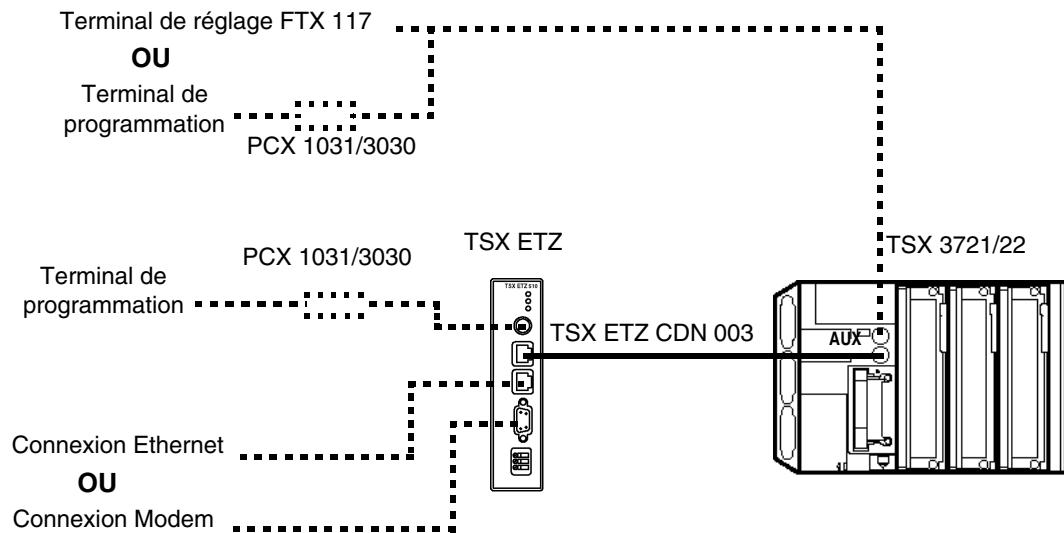 Terminal de réglage FTX 117
OU
Terminal de
programmation
PCX 1031/3030
TSX ETZ
TSX 3721/22
PCX 1031/3030
Terminal de
programmation
TSX ETZ 510
TSX ETZ CDN 003
AUX
Connexion Ethernet
OU
Connexion Modem